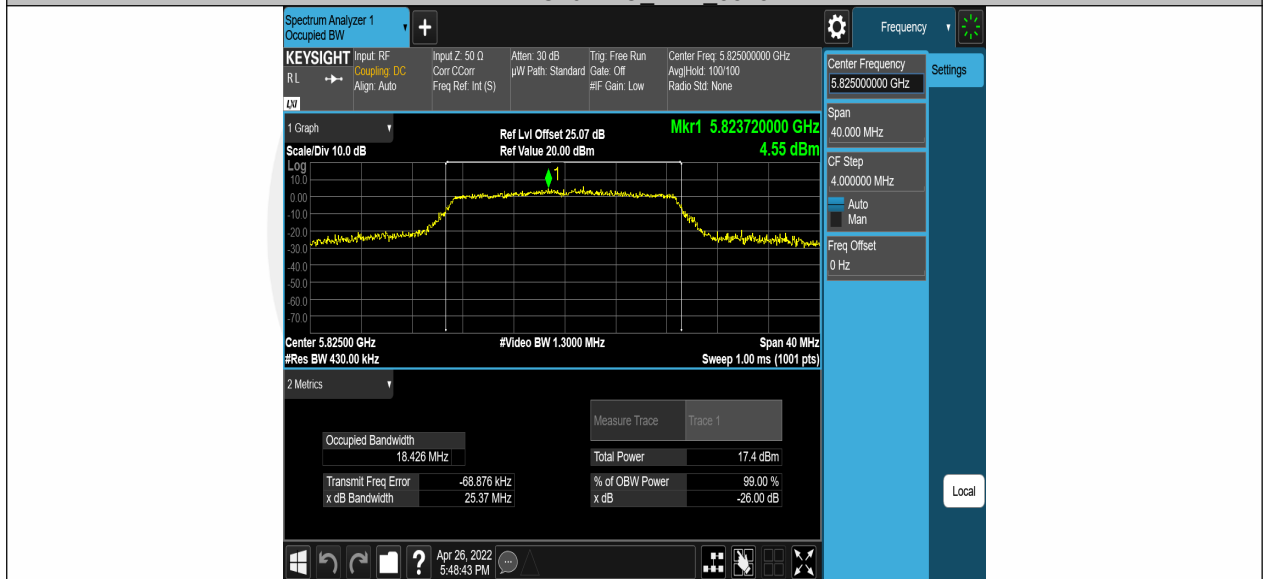 Spectrum Analyzer 1
Occupied BW
+
Frequency
KEYSIGHT
RL
LXI
Input: RF
Coupling: DC
Align: Auto
Input Z: 50 Ω
Corr CCorr
Freq Ref: Int (S)
Atten: 30 dB
µW Path: Standard
Trig: Free Run
Gate: Off
#IF Gain: Low
Center Freq: 5.825000000 GHz
Avg|Hold: 100/100
Radio Std: None
Center Frequency
5.825000000 GHz
Settings
Span
40.000 MHz
CF Step
4.000000 MHz
Auto
Man
Freq Offset
0 Hz
Local
1 Graph
Scale/Div 10.0 dB
Ref Lvl Offset 25.07 dB
Ref Value 20.00 dBm
Mkr1 5.823720000 GHz
4.55 dBm
Log
10.0
0.00
-10.0
-20.0
-30.0
-40.0
-50.0
-60.0
-70.0
1
Center 5.82500 GHz
#Video BW 1.3000 MHz
Span 40 MHz
#Res BW 430.00 kHz
Sweep 1.00 ms (1001 pts)
2 Metrics
Measure Trace Trace 1
Occupied Bandwidth
18.426 MHz
Total Power 17.4 dBm
Transmit Freq Error -68.876 kHz
% of OBW Power 99.00 %
x dB Bandwidth 25.37 MHz
x dB -26.00 dB
?
Apr 26, 2022
5:48:43 PM